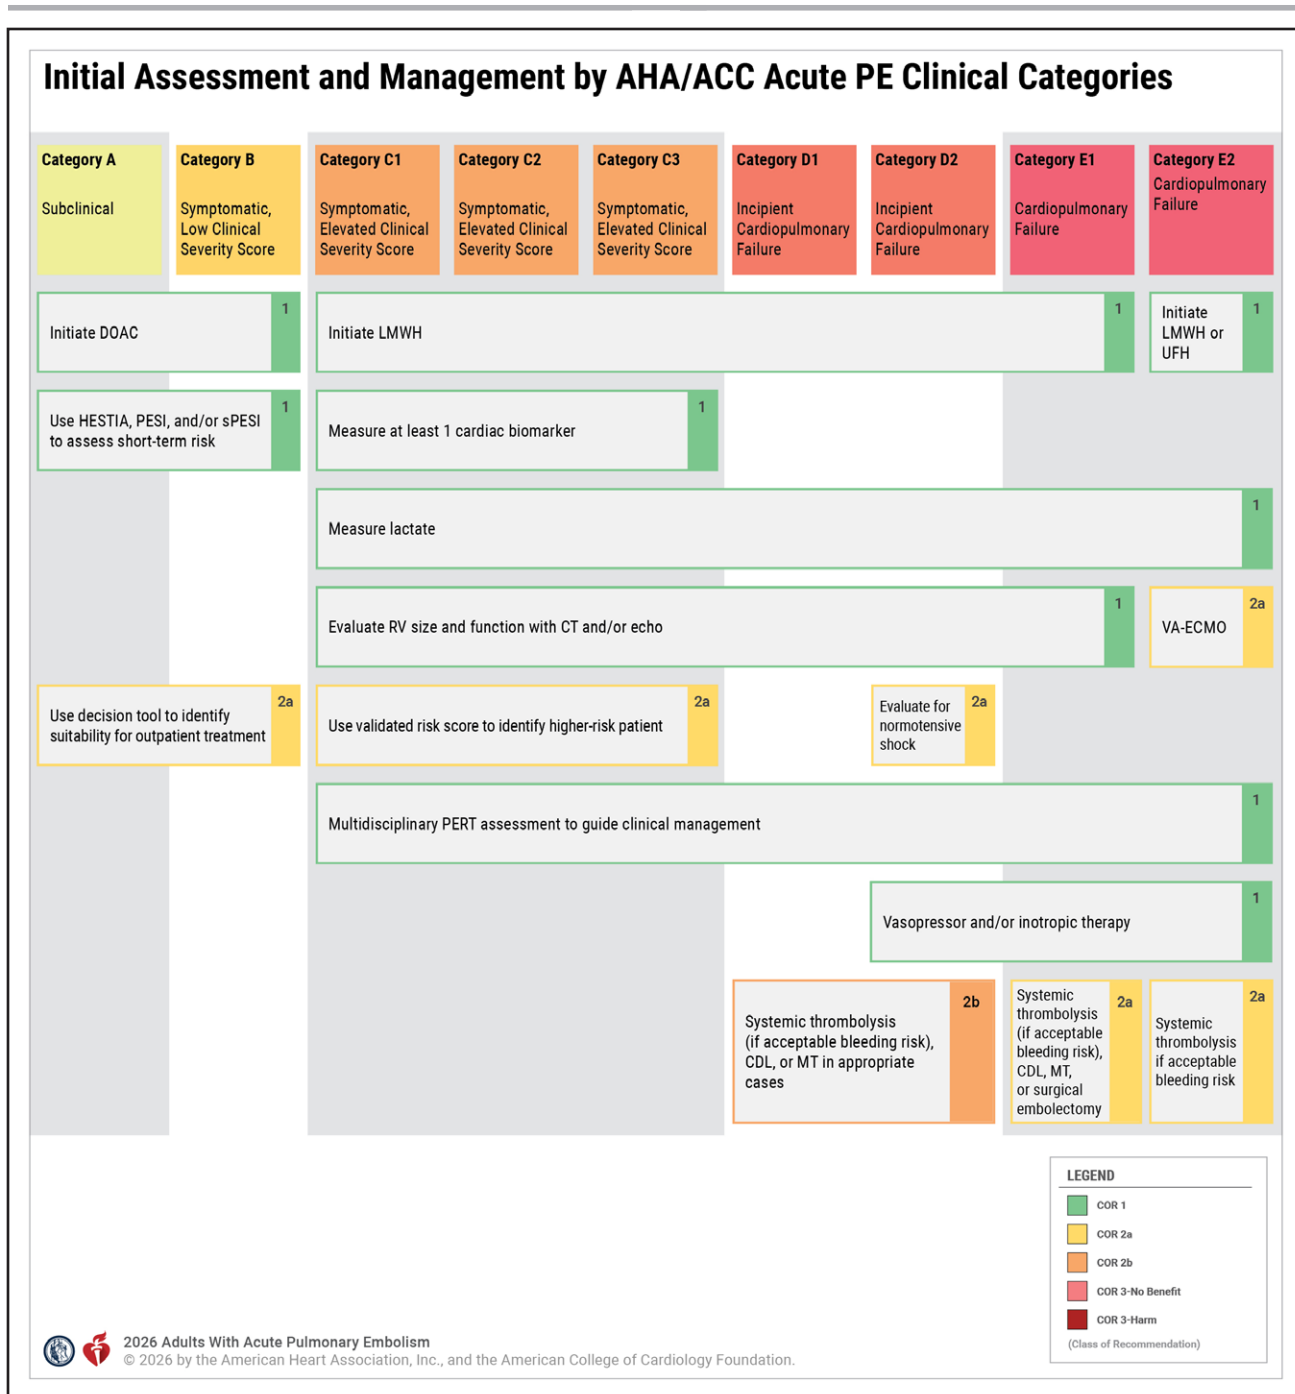 Initial Assessment and Management by AHA/ACC Acute PE Clinical Categories
Category A
Subclinical
Category B
Symptomatic,
Low Clinical
Severity Score
Category C1
Symptomatic,
Elevated Clinical
Severity Score
Category C2
Symptomatic,
Elevated Clinical
Severity Score
Category C3
Symptomatic,
Elevated Clinical
Severity Score
Category D1
Incipient
Cardiopulmonary
Failure
Category D2
Incipient
Cardiopulmonary
Failure
Category E1
Cardiopulmonary
Failure
Category E2
Cardiopulmonary
Failure
Initiate DOAC
1
Initiate LMWH
1
Initiate
LMWH or
UFH
1
Use HESTIA, PESI, and/or sPESI
to assess short-term risk
1
Measure at least 1 cardiac biomarker
1
Measure lactate
1
Evaluate RV size and function with CT and/or echo
1
VA-ECMO
2a
Use decision tool to identify
suitability for outpatient treatment
2a
Use validated risk score to identify higher-risk patient
2a
Evaluate for
normotensive
shock
2a
Multidisciplinary PERT assessment to guide clinical management
1
Vasopressor and/or inotropic therapy
1
Systemic thrombolysis
(if acceptable bleeding risk),
CDL, or MT in appropriate
cases
2b
Systemic
thrombolysis
(if acceptable
bleeding risk),
CDL, MT,
or surgical
embolectomy
2a
Systemic
thrombolysis
if acceptable
bleeding risk
2a
LEGEND
COR 1
COR 2a
COR 2b
COR 3-No Benefit
COR 3-Harm
(Class of Recommendation)
2026 Adults With Acute Pulmonary Embolism
© 2026 by the American Heart Association, Inc., and the American College of Cardiology Foundation.